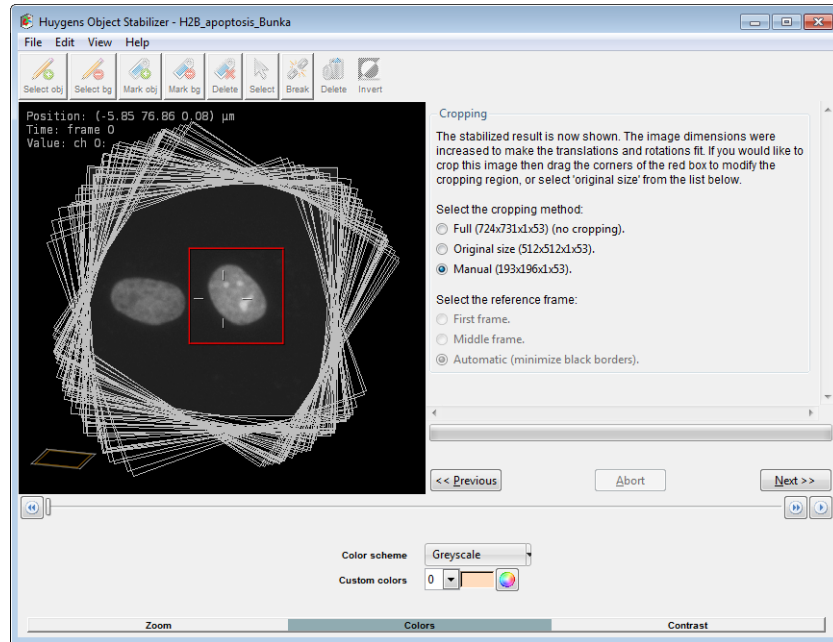 Huygens Object Stabilizer - H2B_apoptosis_Bunka
File Edit View Help
Select obj Select bg Mark obj Mark bg Delete Select Break Delete Invert
Position: (-5.85 76.86 0.08) µm
Time: frame 0
Value: ch 0:
Cropping
The stabilized result is now shown. The image dimensions were
increased to make the translations and rotations fit. If you would like to
crop this image then drag the corners of the red box to modify the
cropping region, or select 'original size' from the list below.
Select the cropping method:
Full (724x731x1x53) (no cropping).
Original size (512x512x1x53).
Manual (193x196x1x53).
Select the reference frame:
First frame.
Middle frame.
Automatic (minimize black borders).
<< Previous Abort Next >>
Color scheme Greyscale
Custom colors 0
Zoom Colors Contrast